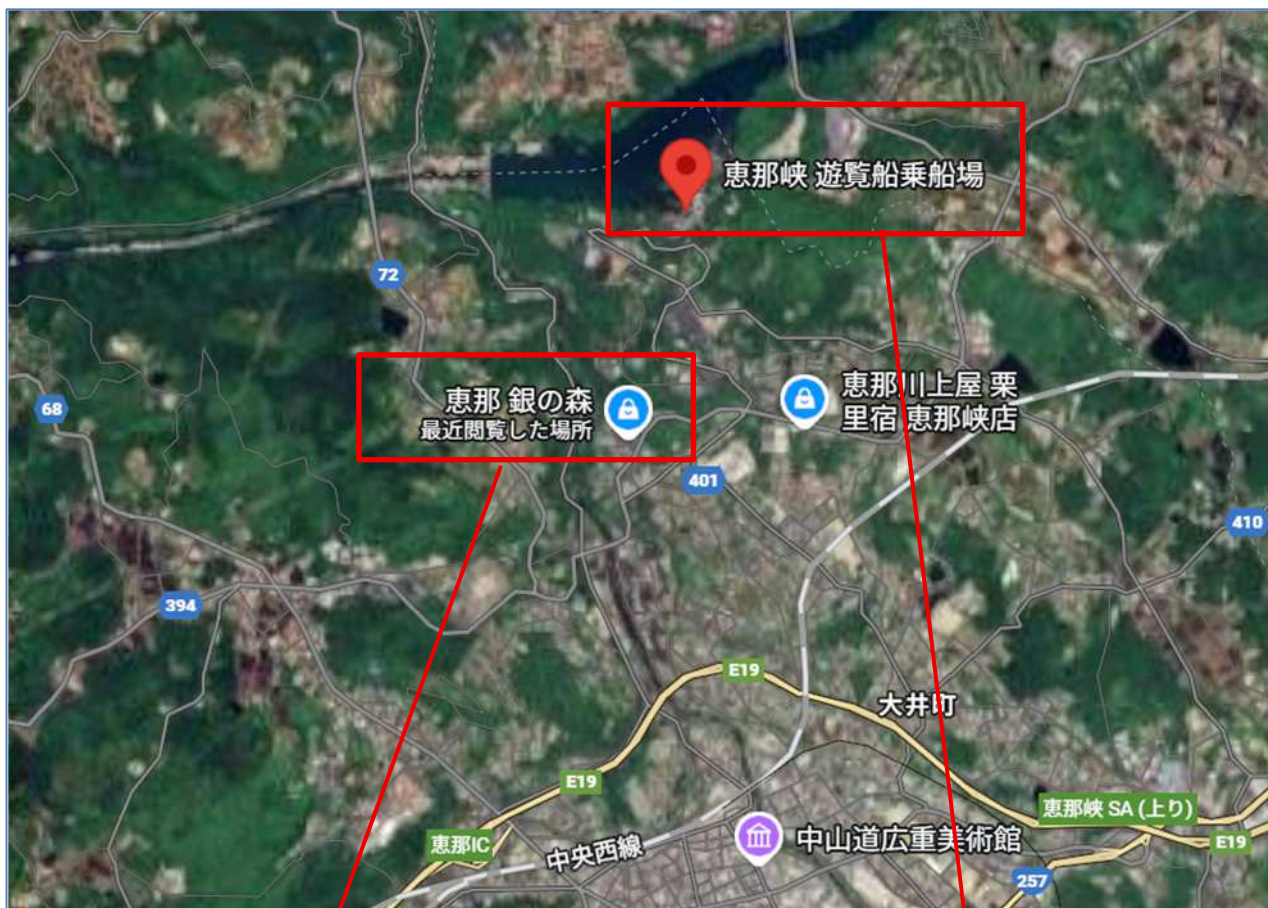 恵那峡 遊覧船乗船場
72
恵那 銀の森
最近閲覧した場所
恵那川上屋 栗
里宿 恵那峡店
68
401
410
394
E19
大井町
E19
恵那峡 SA (上り)
恵那IC
中央西線
中山道広重美術館
E19
257